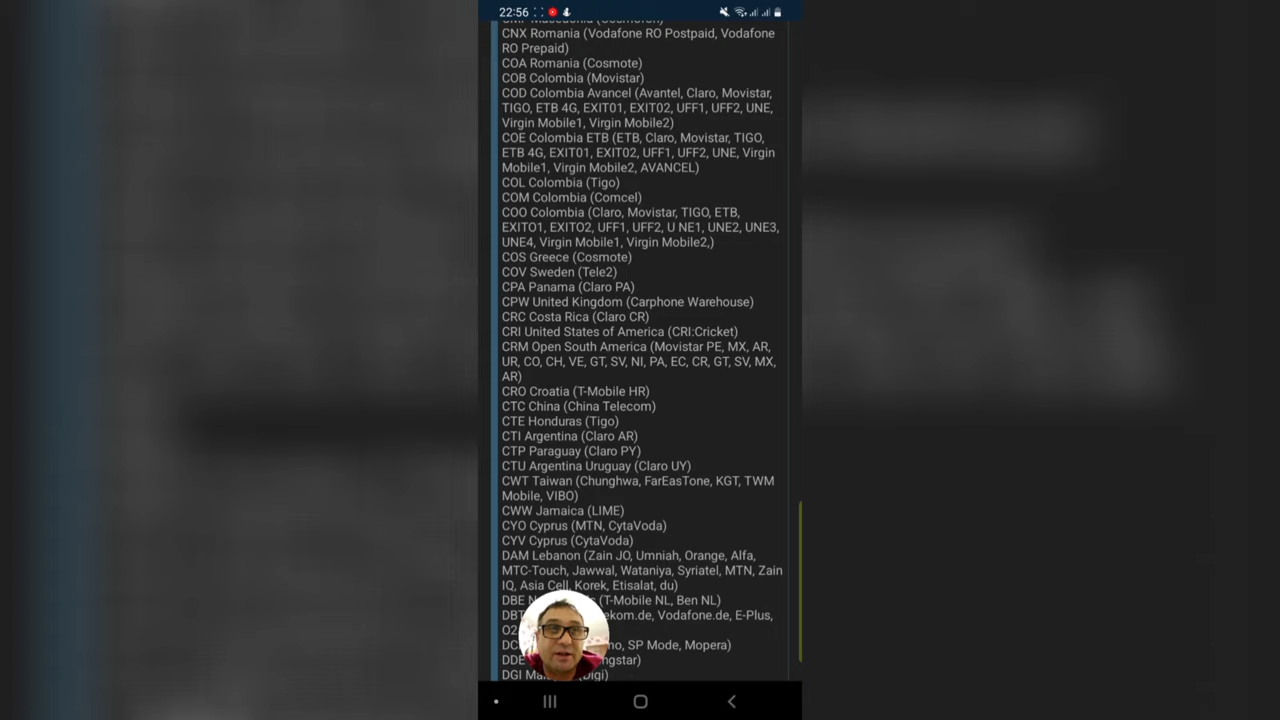 22:56
CNX Romania (Vodafone RO Postpaid, Vodafone
RO Prepaid)
COA Romania (Cosmote)
COB Colombia (Movistar)
COD Colombia Avancel (Avantel, Claro, Movistar,
TIGO, ETB 4G, EXIT01, EXIT02, UFF1, UFF2, UNE,
Virgin Mobile1, Virgin Mobile2)
COE Colombia ETB (ETB, Claro, Movistar, TIGO,
ETB 4G, EXIT01, EXIT02, UFF1, UFF2, UNE, Virgin
Mobile1, Virgin Mobile2, AVANCEL)
COL Colombia (Tigo)
COM Colombia (Comcel)
COO Colombia (Claro, Movistar, TIGO, ETB,
EXITO1, EXITO2, UFF1, UFF2, U NE1, UNE2, UNE3,
UNE4, Virgin Mobile1, Virgin Mobile2,)
COS Greece (Cosmote)
COV Sweden (Tele2)
CPA Panama (Claro PA)
CPW United Kingdom (Carphone Warehouse)
CRC Costa Rica (Claro CR)
CRI United States of America (CRI:Cricket)
CRM Open South America (Movistar PE, MX, AR,
UR, CO, CH, VE, GT, SV, NI, PA, EC, CR, GT, SV, MX,
AR)
CRO Croatia (T-Mobile HR)
CTC China (China Telecom)
CTE Honduras (Tigo)
CTI Argentina (Claro AR)
CTP Paraguay (Claro PY)
CTU Argentina Uruguay (Claro UY)
CWT Taiwan (Chunghwa, FarEasTone, KGT, TWM
Mobile, VIBO)
CWW Jamaica (LIME)
CYO Cyprus (MTN, CytaVoda)
CYV Cyprus (CytaVoda)
DAM Lebanon (Zain JO, Umniah, Orange, Alfa,
MTC-Touch, Jawwal, Wataniya, Syriatel, MTN, Zain
IQ, Asia Cell, Korek, Etisalat, du)
DBE (T-Mobile NL, Ben NL)
Vodafone.de, E-Plus,
SP Mode, Mopera)
DDE
DGI (Digi)